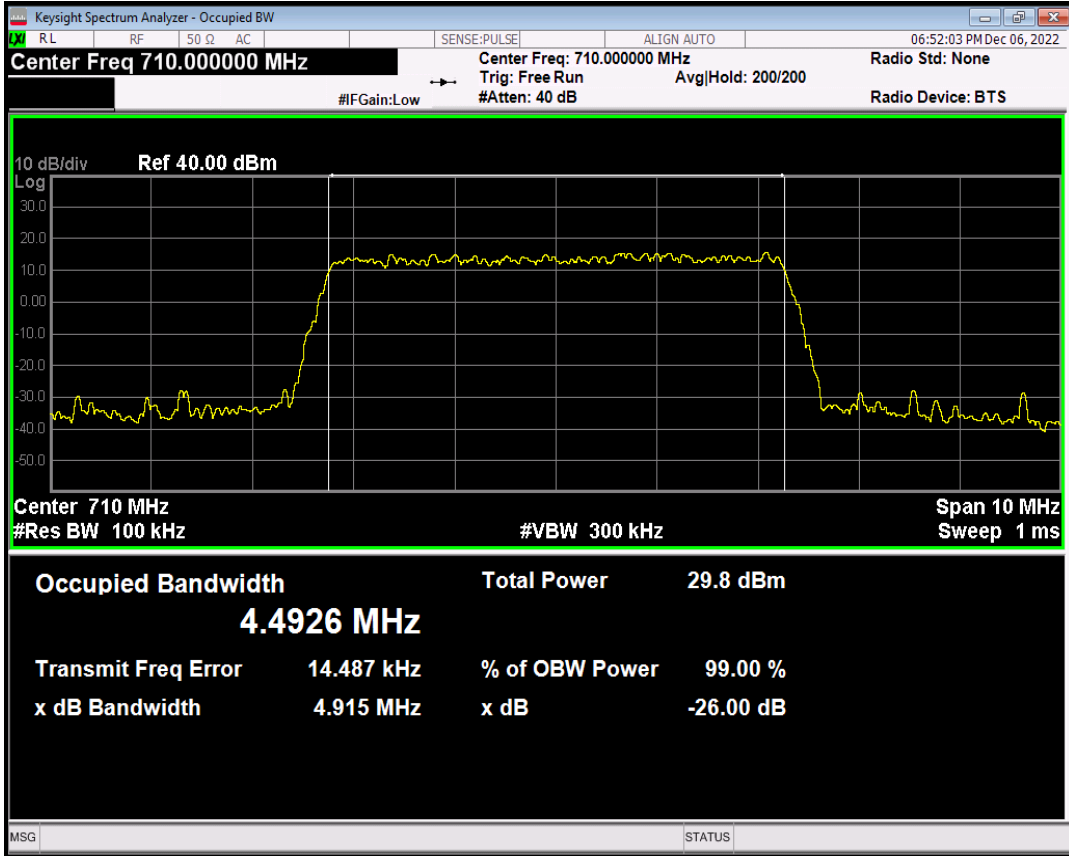 Keysight Spectrum Analyzer - Occupied BW
LXI RL RF 50 Ω AC SENSE:PULSE ALIGN AUTO 06:52:03 PM Dec 06, 2022
Center Freq 710.000000 MHz
Center Freq: 710.000000 MHz Radio Std: None
Trig: Free Run Avg|Hold: 200/200
#IFGain:Low #Atten: 40 dB Radio Device: BTS
10 dB/div Ref 40.00 dBm
Log
30.0
20.0
10.0
0.00
-10.0
-20.0
-30.0
-40.0
-50.0
Center 710 MHz Span 10 MHz
#Res BW 100 kHz #VBW 300 kHz Sweep 1 ms
Occupied Bandwidth Total Power 29.8 dBm
4.4926 MHz
Transmit Freq Error 14.487 kHz % of OBW Power 99.00 %
x dB Bandwidth 4.915 MHz x dB -26.00 dB
MSG STATUS